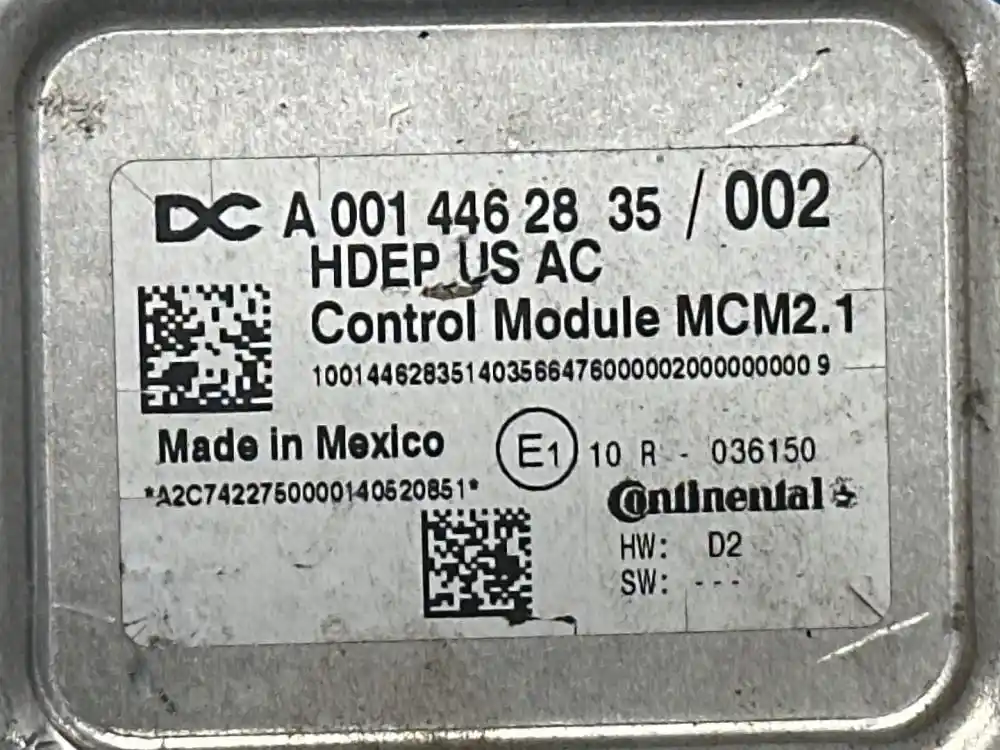 DC A 001 446 28 35 / 002
HDEP US AC
Control Module MCM2.1
10014462835140356647600000200000000009
Made in Mexico
E1 10 R - 036150
*A2C7422750000140520851*
Continental
HW: D2
SW: ---